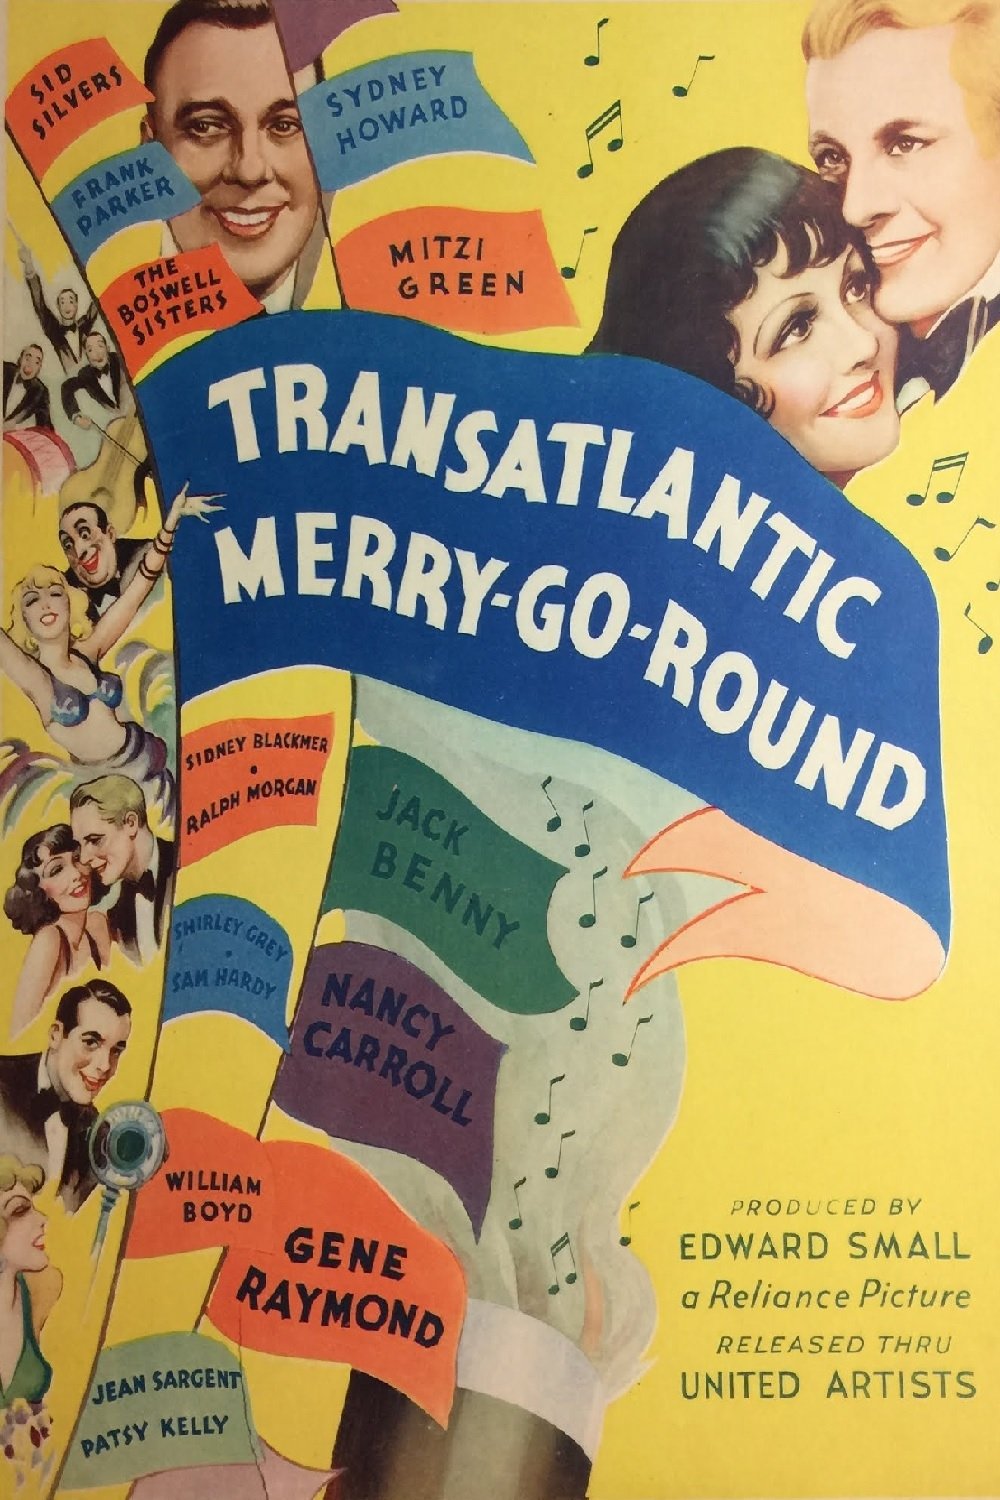 SID
SILVERS
SYDNEY
HOWARD
FRANK
PARKER
MITZI
GREEN
THE
BOSWELL
SISTERS
TRANSATLANTIC
MERRY-GO-ROUND
SIDNEY BLACKMER
•
RALPH MORGAN
JACK
BENNY
SHIRLEY GREY
•
SAM HARDY
NANCY
CARROLL
WILLIAM
BOYD
GENE
RAYMOND
JEAN SARGENT
PATSY KELLY
PRODUCED BY
EDWARD SMALL
a Reliance Picture
RELEASED THRU
UNITED ARTISTS